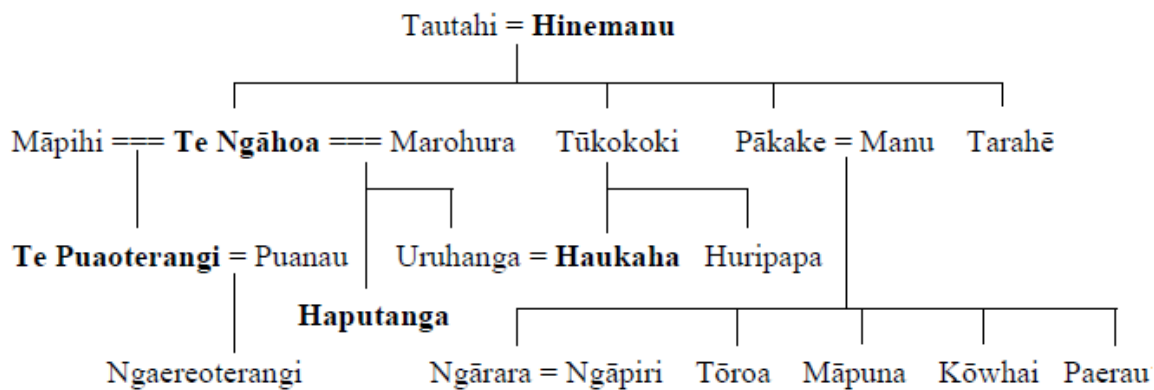 Tautahi = Hinemanu
Māpihi === Te Ngāhoa === Marohura Tūkokoki Pākake = Manu Tarahē
Te Puaoterangi = Puanau Uruhanga = Haukaha Huripapa
Haputanga
Ngaereoterangi Ngārara = Ngāpiri Tōroa Māpuna Kōwhai Paerau